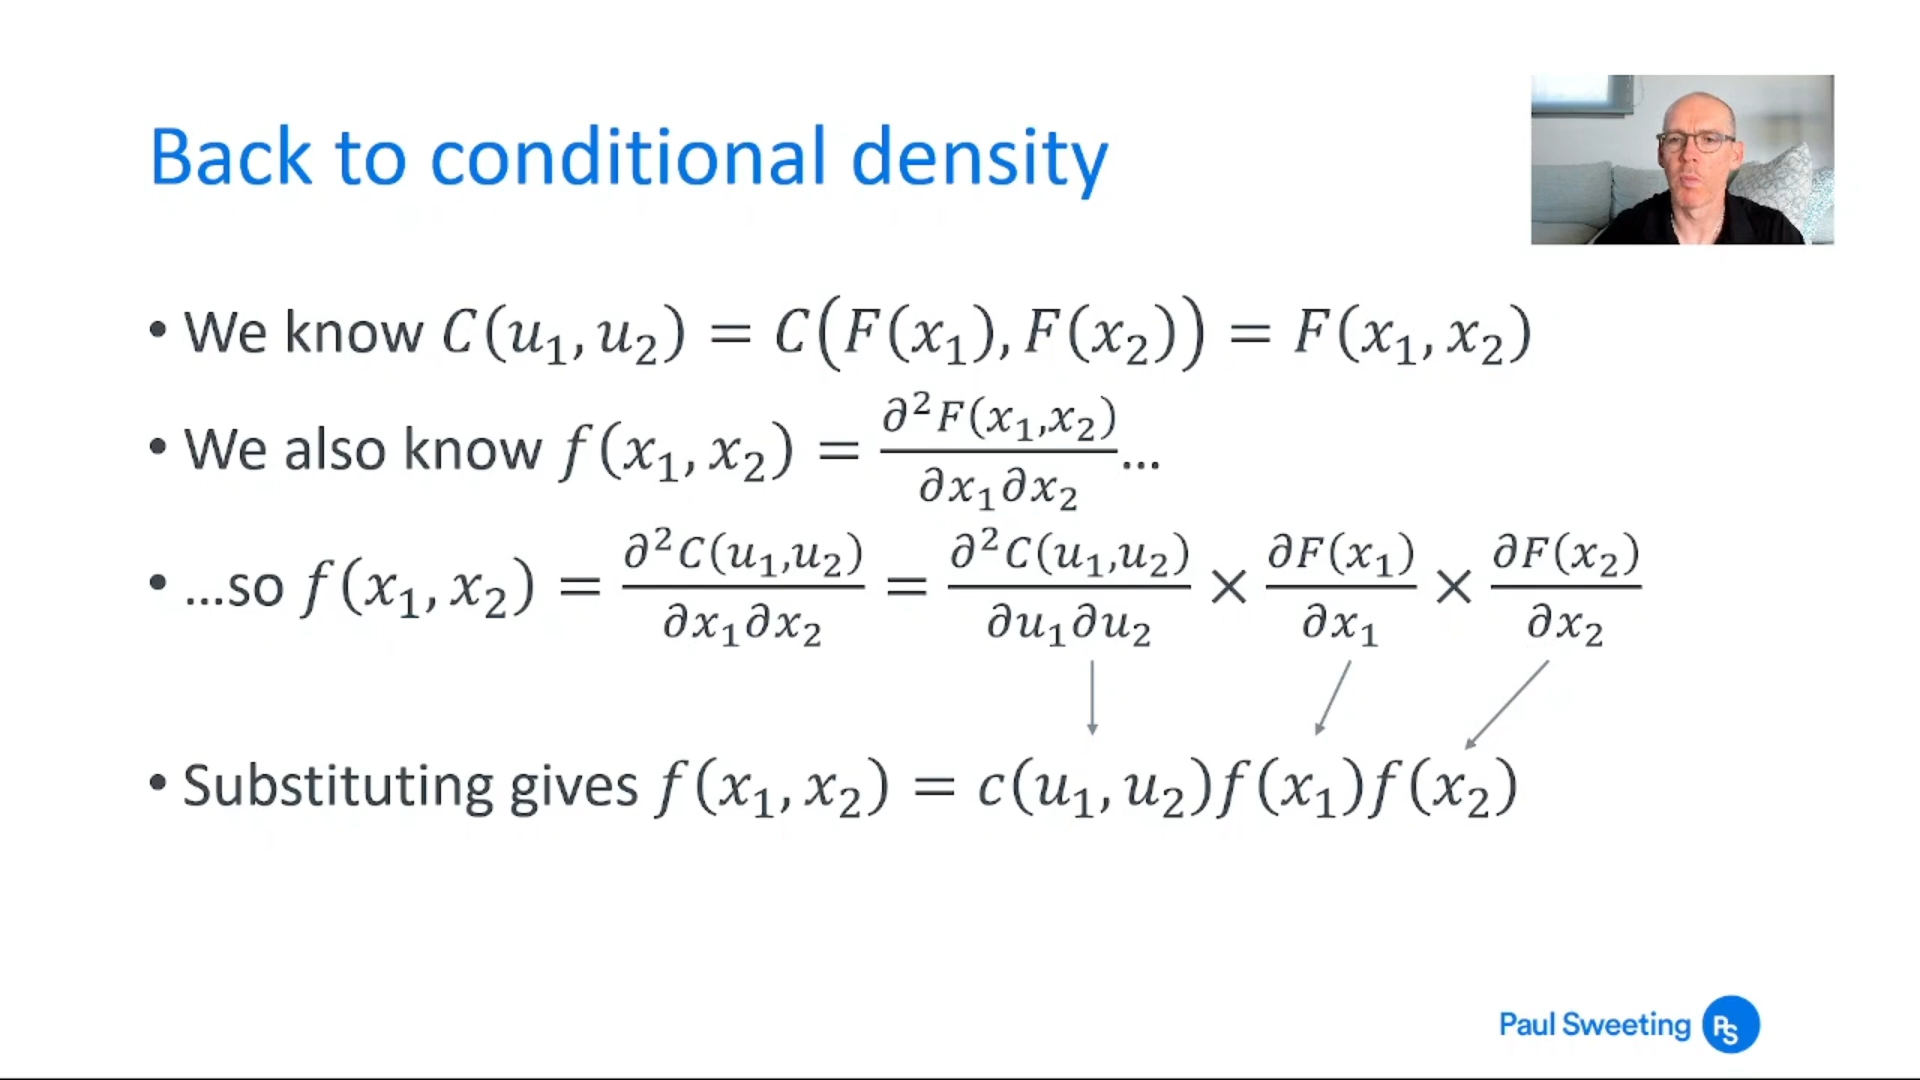 Back to conditional density
• We know C(u₁, u₂) = C(F(x₁), F(x₂)) = F(x₁, x₂)
• We also know f(x₁, x₂) = ∂²F(x₁,x₂)/∂x₁∂x₂ …
• …so f(x₁, x₂) = ∂²C(u₁,u₂)/∂x₁∂x₂ = ∂²C(u₁,u₂)/∂u₁∂u₂ × ∂F(x₁)/∂x₁ × ∂F(x₂)/∂x₂
• Substituting gives f(x₁, x₂) = c(u₁, u₂)f(x₁)f(x₂)
Paul Sweeting PS